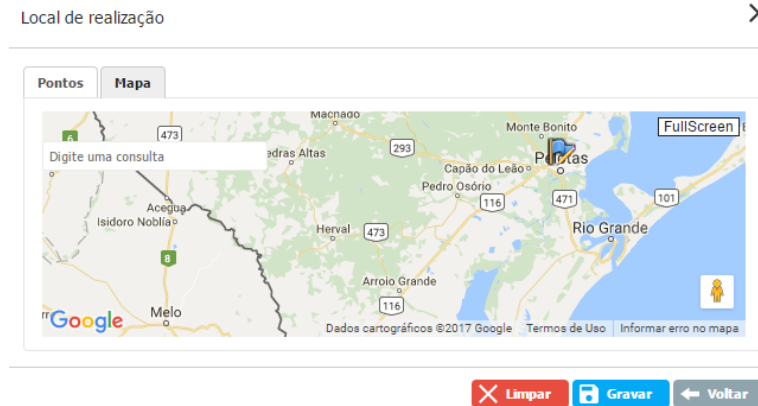 Local de realização
Pontos Mapa
Machado
Monte Bonito
FullScreen
6
473
Digite uma consulta
edras Altas
293
Capão do Leão
Pedro Osório
116
471
101
Aceguá
Isidoro Noblía
Herval
473
Rio Grande
8
Arroio Grande
116
Melo
Google
Dados cartográficos ©2017 Google Termos de Uso Informar erro no mapa
Limpar Gravar Voltar